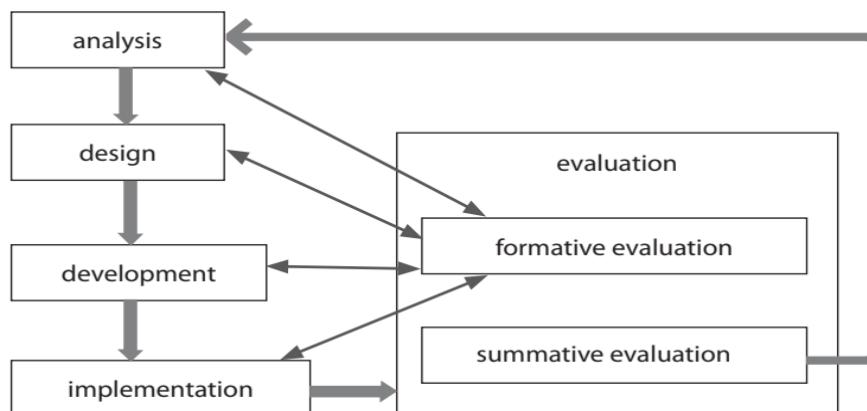 analysis
design
evaluation
formative evaluation
development
summative evaluation
implementation